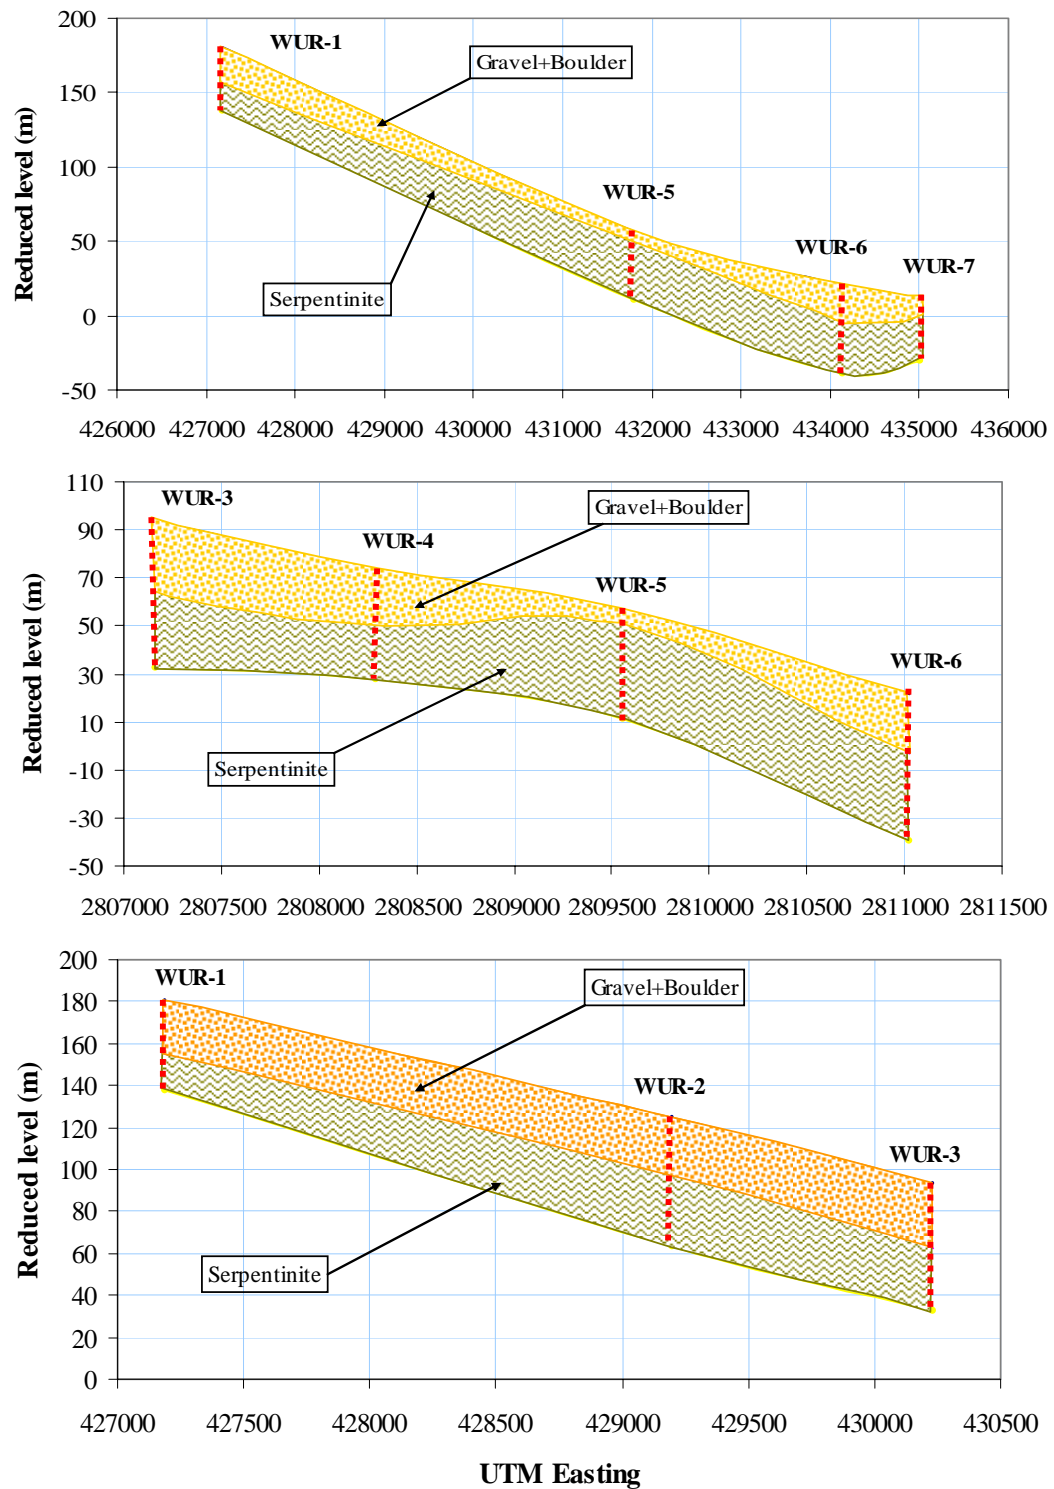 200
WUR-1
Gravel+Boulder
150
100
WUR-5
50
WUR-6
WUR-7
Serpentinite
0
-50
Reduced level (m)
426000 427000 428000 429000 430000 431000 432000 433000 434000 435000 436000
110
WUR-3
Gravel+Boulder
90
WUR-4
70
WUR-5
50
WUR-6
30
10
Serpentinite
-10
-30
-50
Reduced level (m)
2807000 2807500 2808000 2808500 2809000 2809500 2810000 2810500 2811000 2811500
200
WUR-1
Gravel+Boulder
180
160
140
WUR-2
120
WUR-3
100
80
60
Serpentinite
40
20
0
Reduced level (m)
427000 427500 428000 428500 429000 429500 430000 430500
UTM Easting